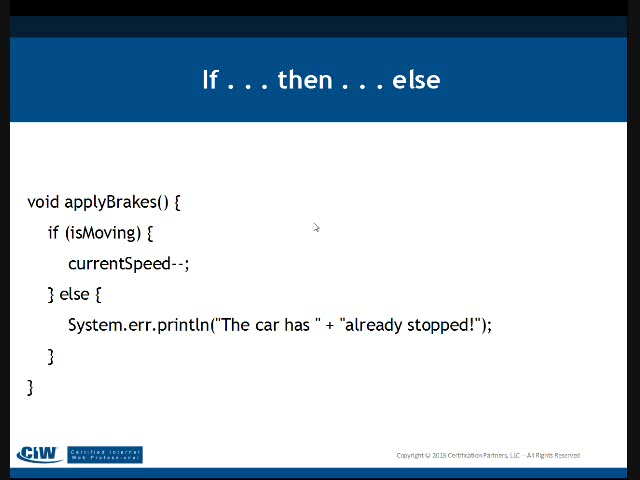 If . . . then . . . else
void applyBrakes() {
if (isMoving) {
currentSpeed--;
} else {
System.err.println("The car has " + "already stopped!");
}
}
CIW
Certified Internet
Web Professional
Copyright © 2013 Certification Partners, LLC -- All Rights Reserved